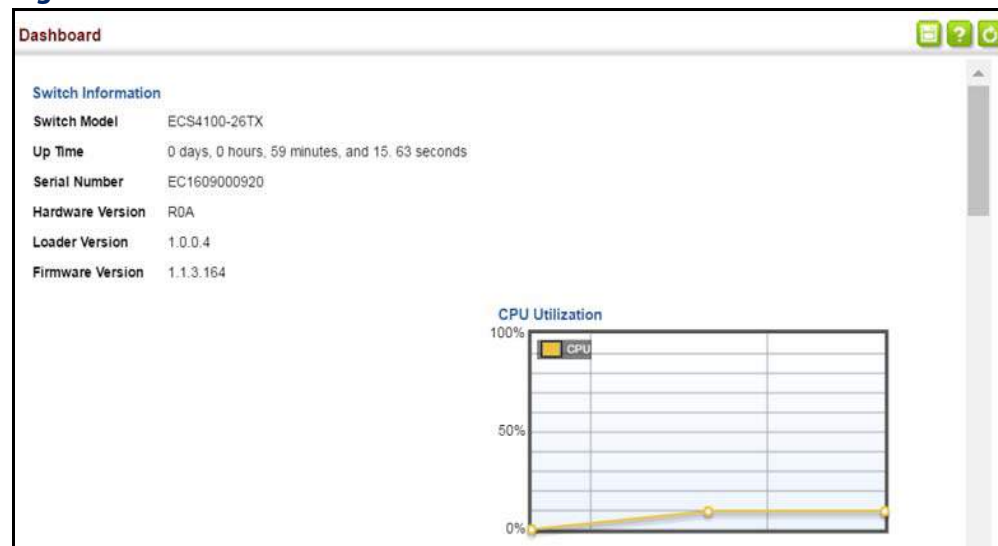 Dashboard
Switch Information
Switch Model ECS4100-26TX
Up Time 0 days, 0 hours, 59 minutes, and 15. 63 seconds
Serial Number EC1609000920
Hardware Version R0A
Loader Version 1.0.0.4
Firmware Version 1.1.3.164
CPU Utilization
100%
CPU
50%
0%